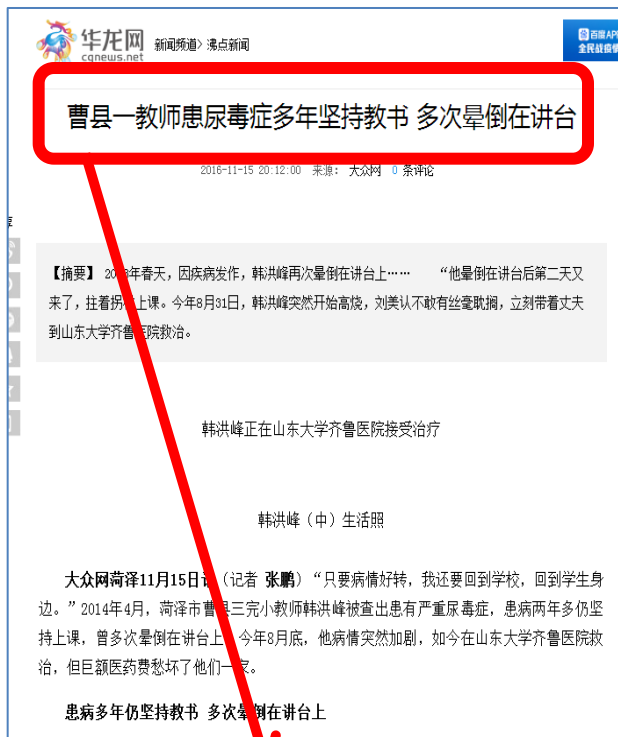 华龙网 新闻频道> 沸点新闻
cqnews.net
百度APP
全民战疫情
曹县一教师患尿毒症多年坚持教书 多次晕倒在讲台
2016-11-15 20:12:00 来源: 大众网 0 条评论
【摘要】 年春天，因疾病发作，韩洪峰再次晕倒在讲台上…… “他晕倒在讲台后第二天又
来了，拄着拐 上课。今年8月31日，韩洪峰突然开始高烧，刘美认不敢有丝毫耽搁，立刻带着丈夫
到山东大学齐鲁医院救治。
韩洪峰正在山东大学齐鲁医院接受治疗
韩洪峰（中）生活照
大众网菏泽11月15日讯（记者 张鹏）“只要病情好转，我还要回到学校，回到学生身
边。”2014年4月，菏泽市曹县三完小教师韩洪峰被查出患有严重尿毒症，患病两年多仍坚
持上课，曾多次晕倒在讲台上。今年8月底，他病情突然加剧，如今在山东大学齐鲁医院救
治，但巨额医药费愁坏了他们一家。
患病多年仍坚持教书 多次晕倒在讲台上